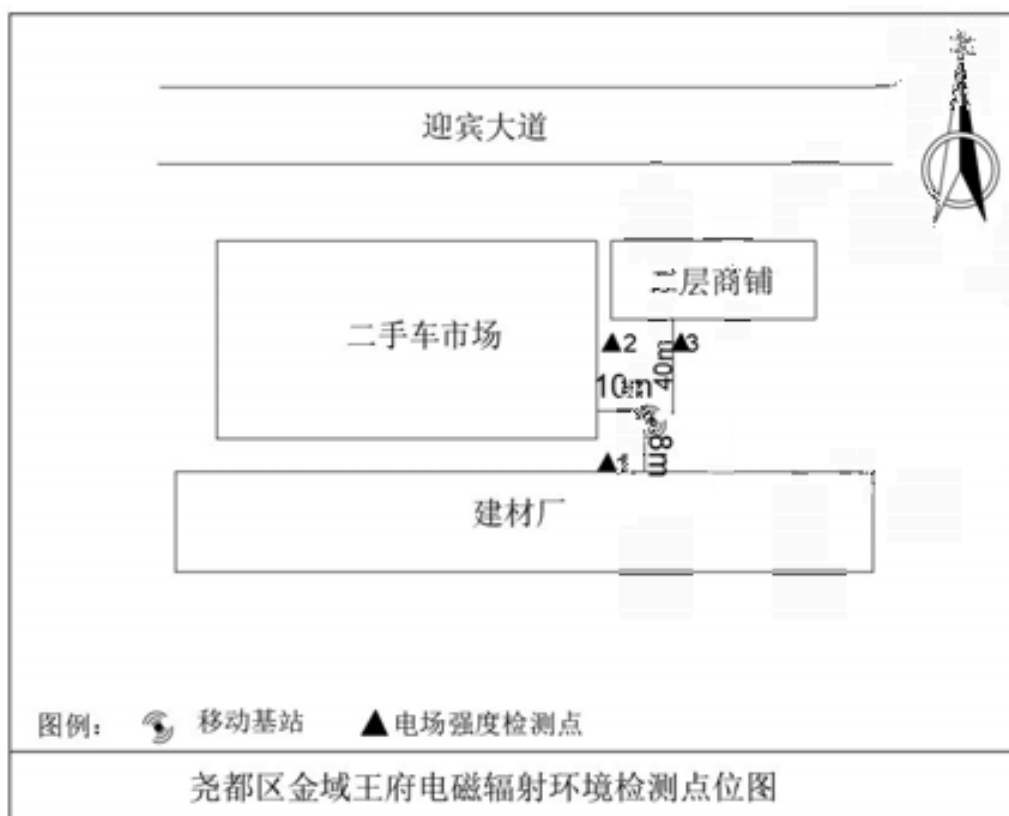 北
迎宾大道
二层商铺
二手车市场
▲2
▲3
10m
40m
8m
▲1
建材厂
图例： 移动基站 ▲电场强度检测点
尧都区金域王府电磁辐射环境检测点位图